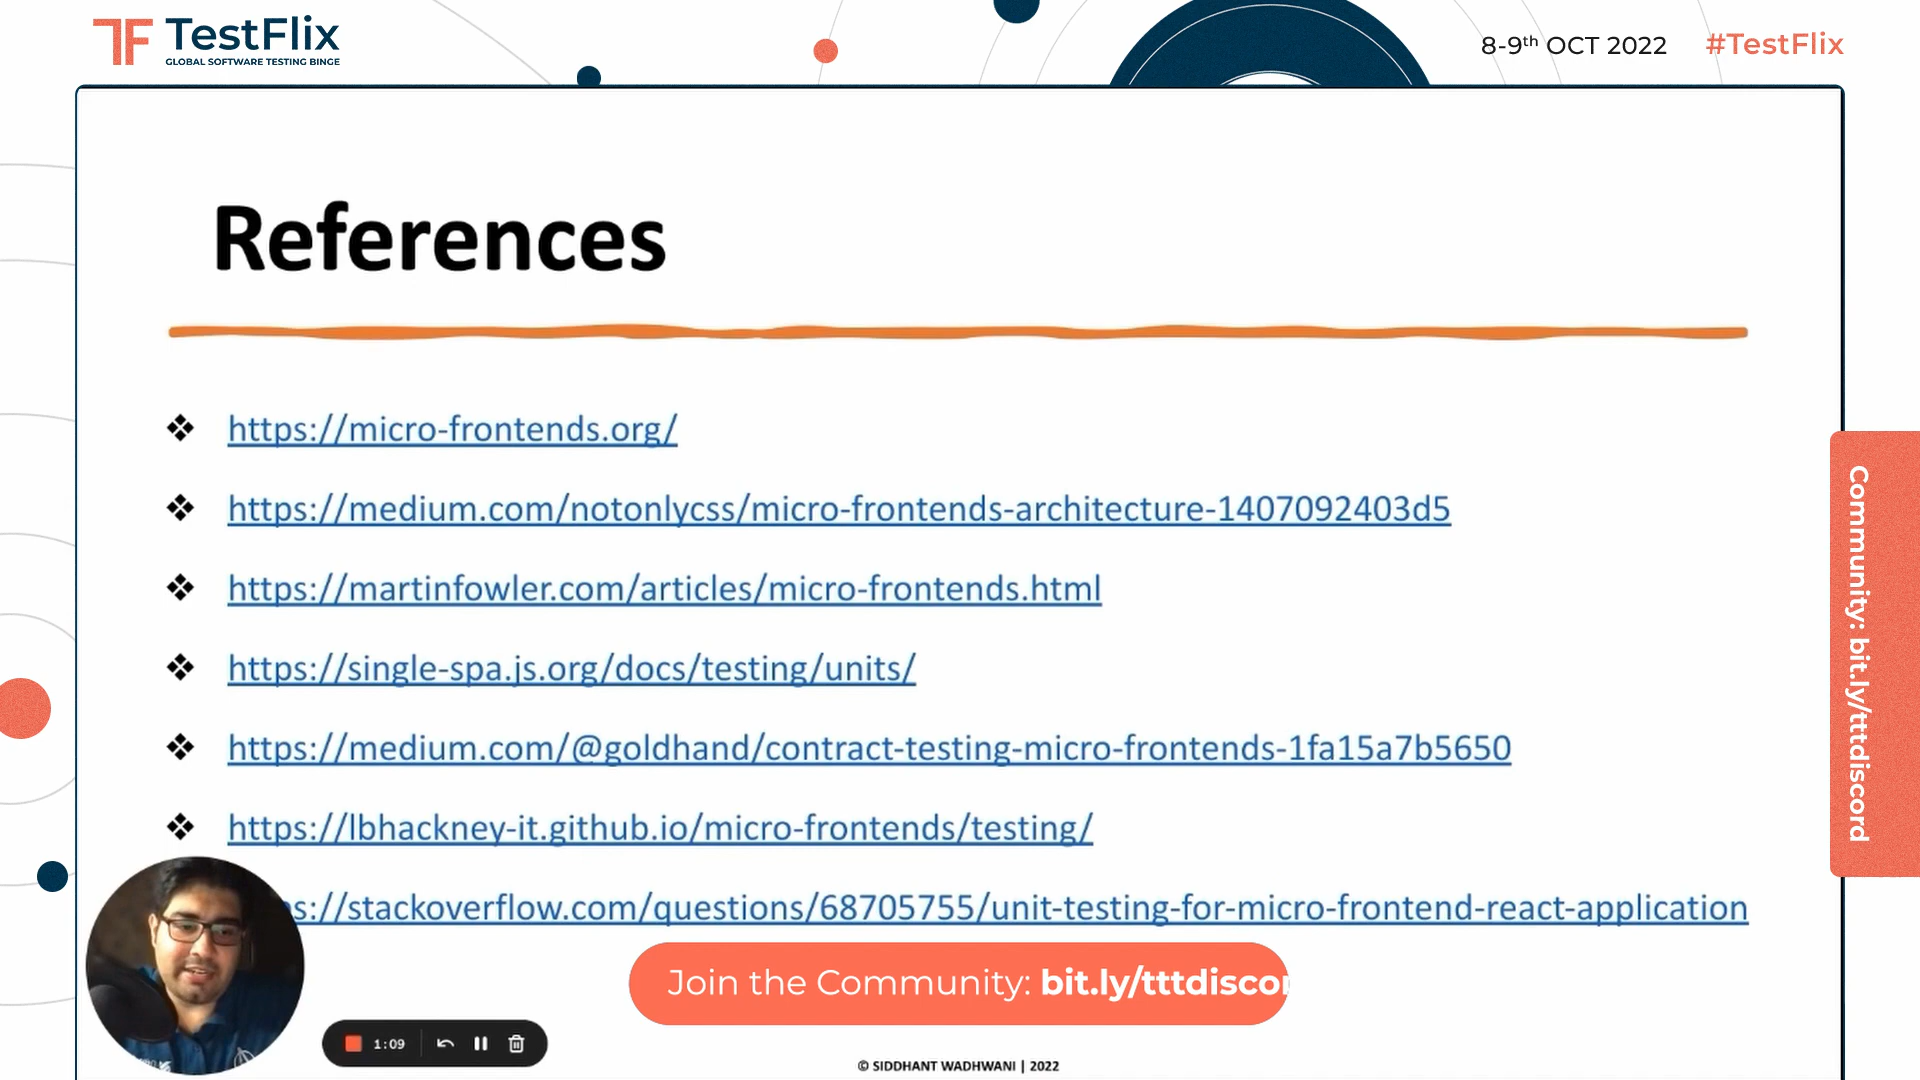 TF TestFlix
GLOBAL SOFTWARE TESTING BINGE
8-9th OCT 2022 #TestFlix
References
https://micro-frontends.org/
https://medium.com/notonlycss/micro-frontends-architecture-1407092403d5
https://martinfowler.com/articles/micro-frontends.html
https://single-spa.js.org/docs/testing/units/
https://medium.com/@goldhand/contract-testing-micro-frontends-1fa15a7b5650
https://lbhackney-it.github.io/micro-frontends/testing/
s://stackoverflow.com/questions/68705755/unit-testing-for-micro-frontend-react-application
Community: bit.ly/tttdiscord
Join the Community: bit.ly/tttdiscor
1:09
© SIDDHANT WADHWANI | 2022